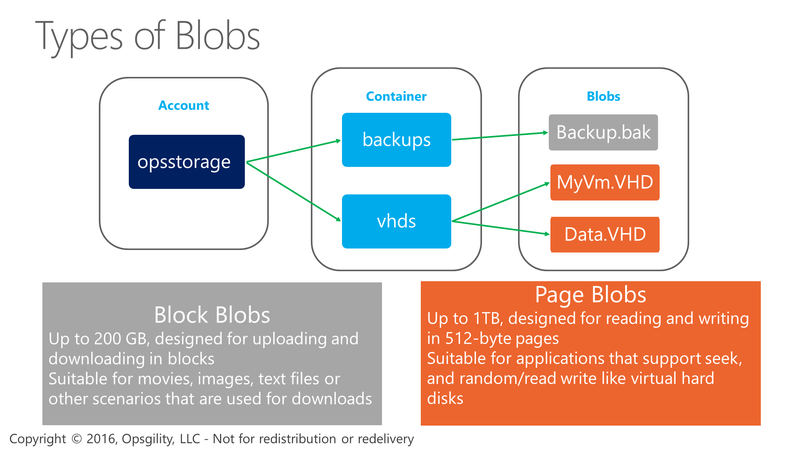 Types of Blobs
Account
Container
Blobs
opsstorage
backups
vhds
Backup.bak
MyVm.VHD
Data.VHD
Block Blobs
Up to 200 GB, designed for uploading and
downloading in blocks
Suitable for movies, images, text files or
other scenarios that are used for downloads
Page Blobs
Up to 1TB, designed for reading and writing
in 512-byte pages
Suitable for applications that support seek,
and random/read write like virtual hard
disks
Copyright © 2016, Opsgility, LLC - Not for redistribution or redelivery